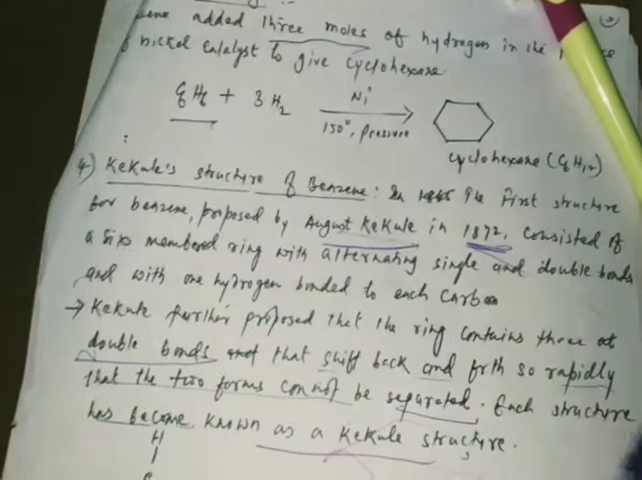 added three moles of hydrogen in the
nickel catalyst to give cyclohexane.
C6H6 + 3H2
Ni
150°, pressure
cyclohexane (C6H12)
4) Kekule's structure of Benzene: In The First structure
for benzene, proposed by August Kekule in 1872, consisted of
a six membered ring with alternating single and double bonds
and with one hydrogen bonded to each carbon
→ Kekule further proposed that the ring contains three
double bonds that shift back and forth so rapidly
that the two forms cannot be separated. Each structure
has become known as a Kekule structure.
H
C